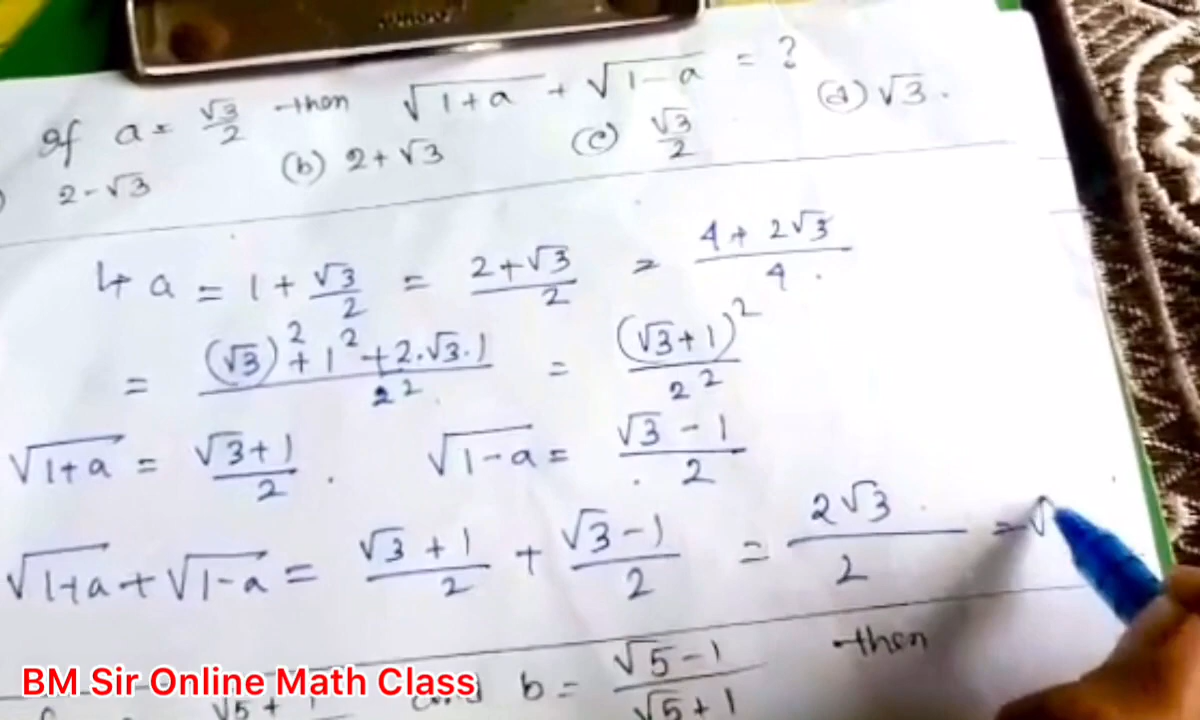 If a = √3/2 then √(1+a) + √(1-a) = ?
) 2-√3 (b) 2+√3 (c) √3/2 (d) √3.
1+a = 1+√3/2 = (2+√3)/2 = (4+2√3)/4.
= ((√3)²+1²+2.√3.1)/2² = (√3+1)²/2²
√(1+a) = (√3+1)/2. √(1-a) = (√3-1)/2
√(1+a)+√(1-a) = (√3+1)/2 + (√3-1)/2 = 2√3/2 = √
√5+1 and b = (√5-1)/(√5+1) then
BM Sir Online Math Class